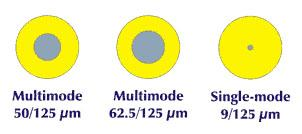 Multimode
50/125 µm
Multimode
62.5/125 µm
Single-mode
9/125 µm